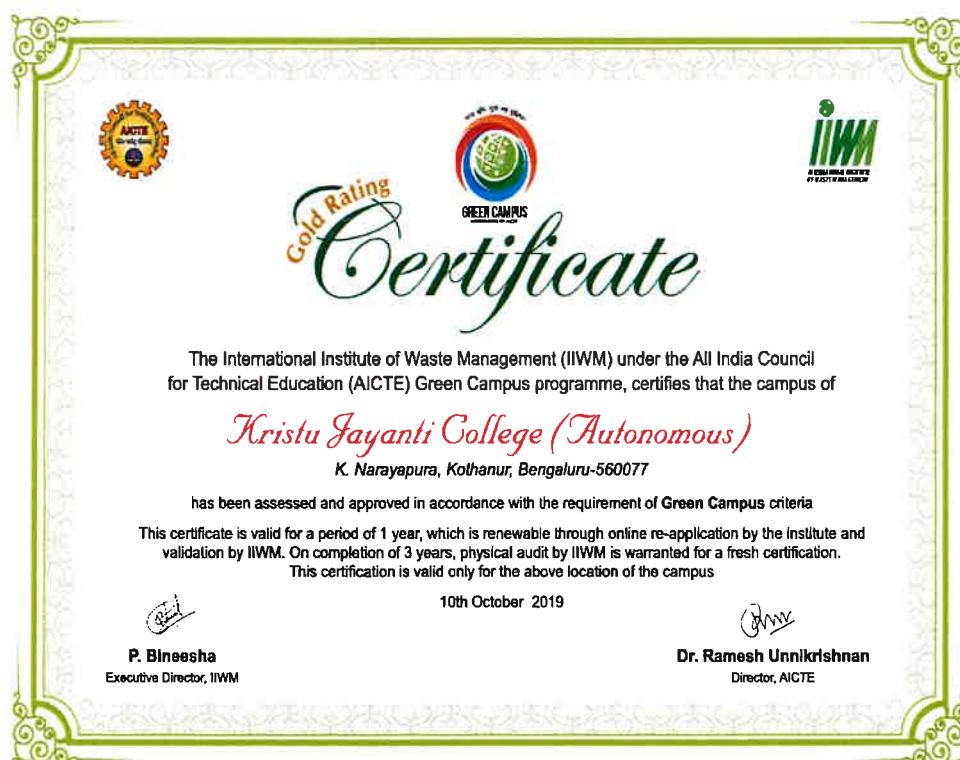 AICTE
GREEN CAMPUS
IIWM
Gold Rating
Certificate
The International Institute of Waste Management (IIWM) under the All India Council
for Technical Education (AICTE) Green Campus programme, certifies that the campus of
Kristu Jayanti College (Autonomous)
K. Narayapura, Kothanur, Bengaluru-560077
has been assessed and approved in accordance with the requirement of Green Campus criteria
This certificate is valid for a period of 1 year, which is renewable through online re-application by the institute and
validation by IIWM. On completion of 3 years, physical audit by IIWM is warranted for a fresh certification.
This certification is valid only for the above location of the campus
10th October 2019
P. Bineesha
Executive Director, IIWM
Dr. Ramesh Unnikrishnan
Director, AICTE